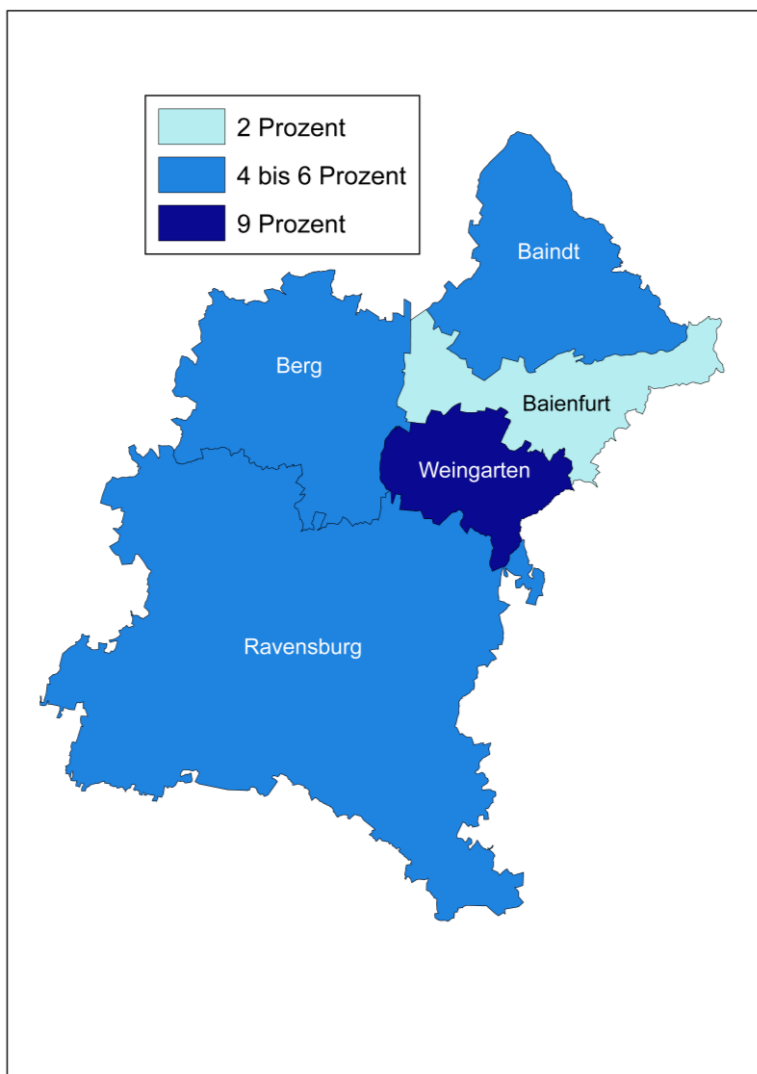 2 Prozent
4 bis 6 Prozent
9 Prozent
Baindt
Berg
Baienfurt
Weingarten
Ravensburg